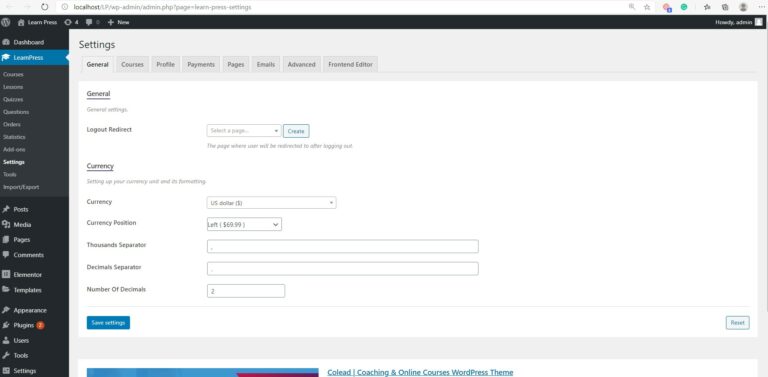 localhost/LP/wp-admin/admin.php?page=learn-press-settings
Learn Press 4 0 + New Howdy, admin
Dashboard
LearnPress
Courses
Lessons
Quizzes
Questions
Orders
Statistics
Add-ons
Settings
Tools
Import/Export
Posts
Media
Pages
Comments
Elementor
Templates
Appearance
Plugins 2
Users
Tools
Settings
Settings
General Courses Profile Payments Pages Emails Advanced Frontend Editor
General
General settings.
Logout Redirect Select a page... Create
The page where user will be redirected to after logging out.
Currency
Setting up your currency unit and its formatting.
Currency US dollar ($)
Currency Position Left ( $69.99 )
Thousands Separator ,
Decimals Separator .
Number Of Decimals 2
Save settings Reset
Colead | Coaching & Online Courses WordPress Theme